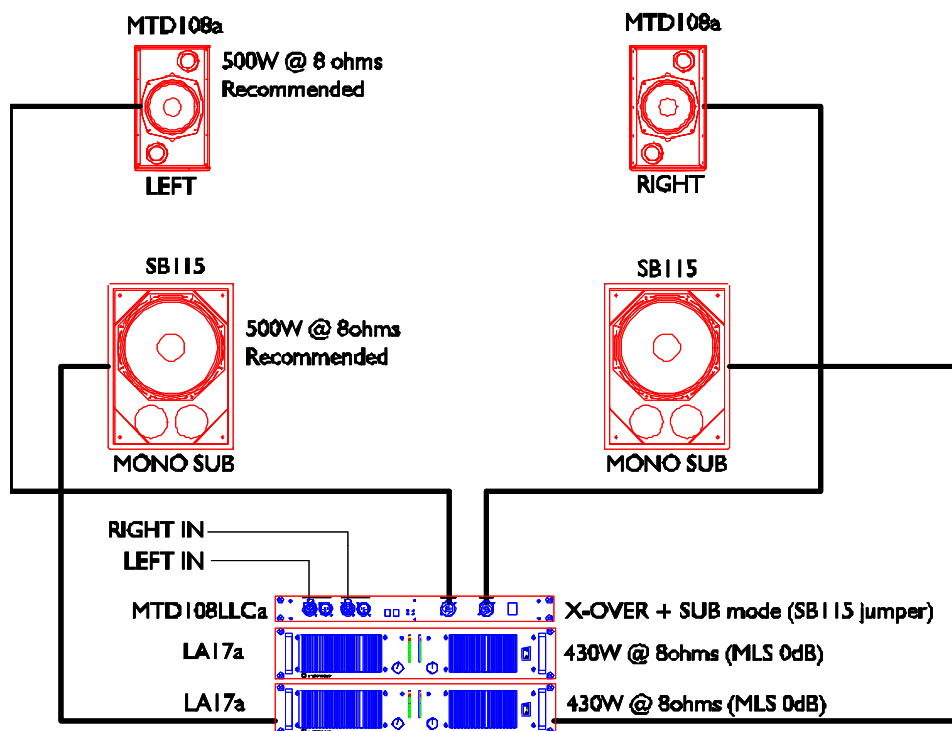 MTD108a
MTD108a
500W @ 8 ohms
Recommended
LEFT
RIGHT
SB115
SB115
500W @ 8ohms
Recommended
MONO SUB
MONO SUB
RIGHT IN
LEFT IN
MTD108LLCa
X-OVER + SUB mode (SB115 jumper)
LA17a
430W @ 8ohms (MLS 0dB)
LA17a
430W @ 8ohms (MLS 0dB)